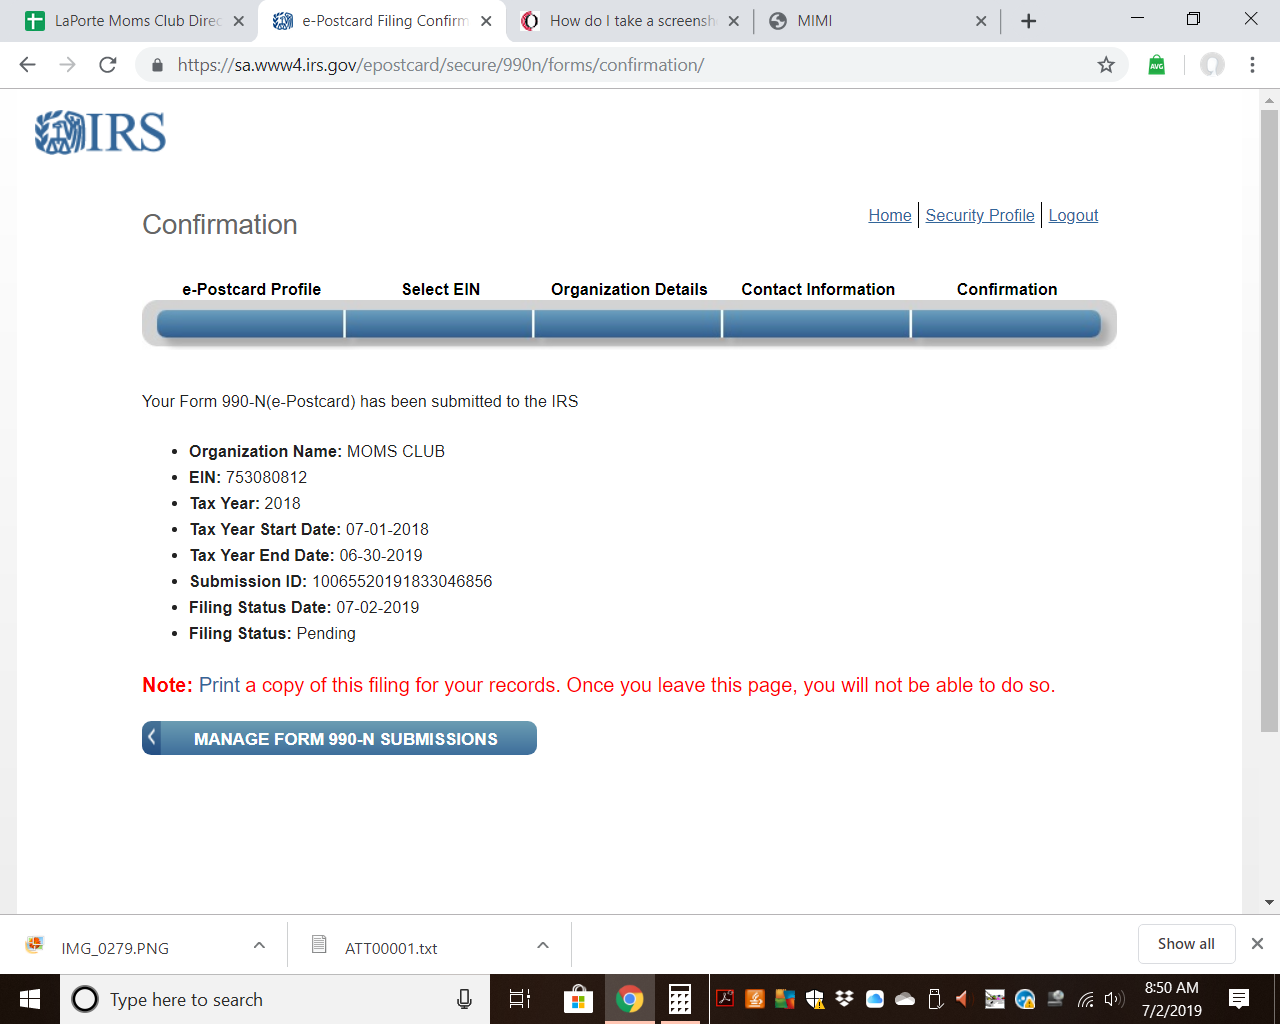 LaPorte Moms Club Direc
e-Postcard Filing Confirm
How do I take a screensh
MIMI
https://sa.www4.irs.gov/epostcard/secure/990n/forms/confirmation/
AVG
IRS
Confirmation
Home
Security Profile
Logout
e-Postcard Profile
Select EIN
Organization Details
Contact Information
Confirmation
Your Form 990-N(e-Postcard) has been submitted to the IRS
• Organization Name: MOMS CLUB
• EIN: 753080812
• Tax Year: 2018
• Tax Year Start Date: 07-01-2018
• Tax Year End Date: 06-30-2019
• Submission ID: 10065520191833046856
• Filing Status Date: 07-02-2019
• Filing Status: Pending
Note: Print a copy of this filing for your records. Once you leave this page, you will not be able to do so.
MANAGE FORM 990-N SUBMISSIONS
IMG_0279.PNG
ATT00001.txt
Show all
Type here to search
8:50 AM
7/2/2019